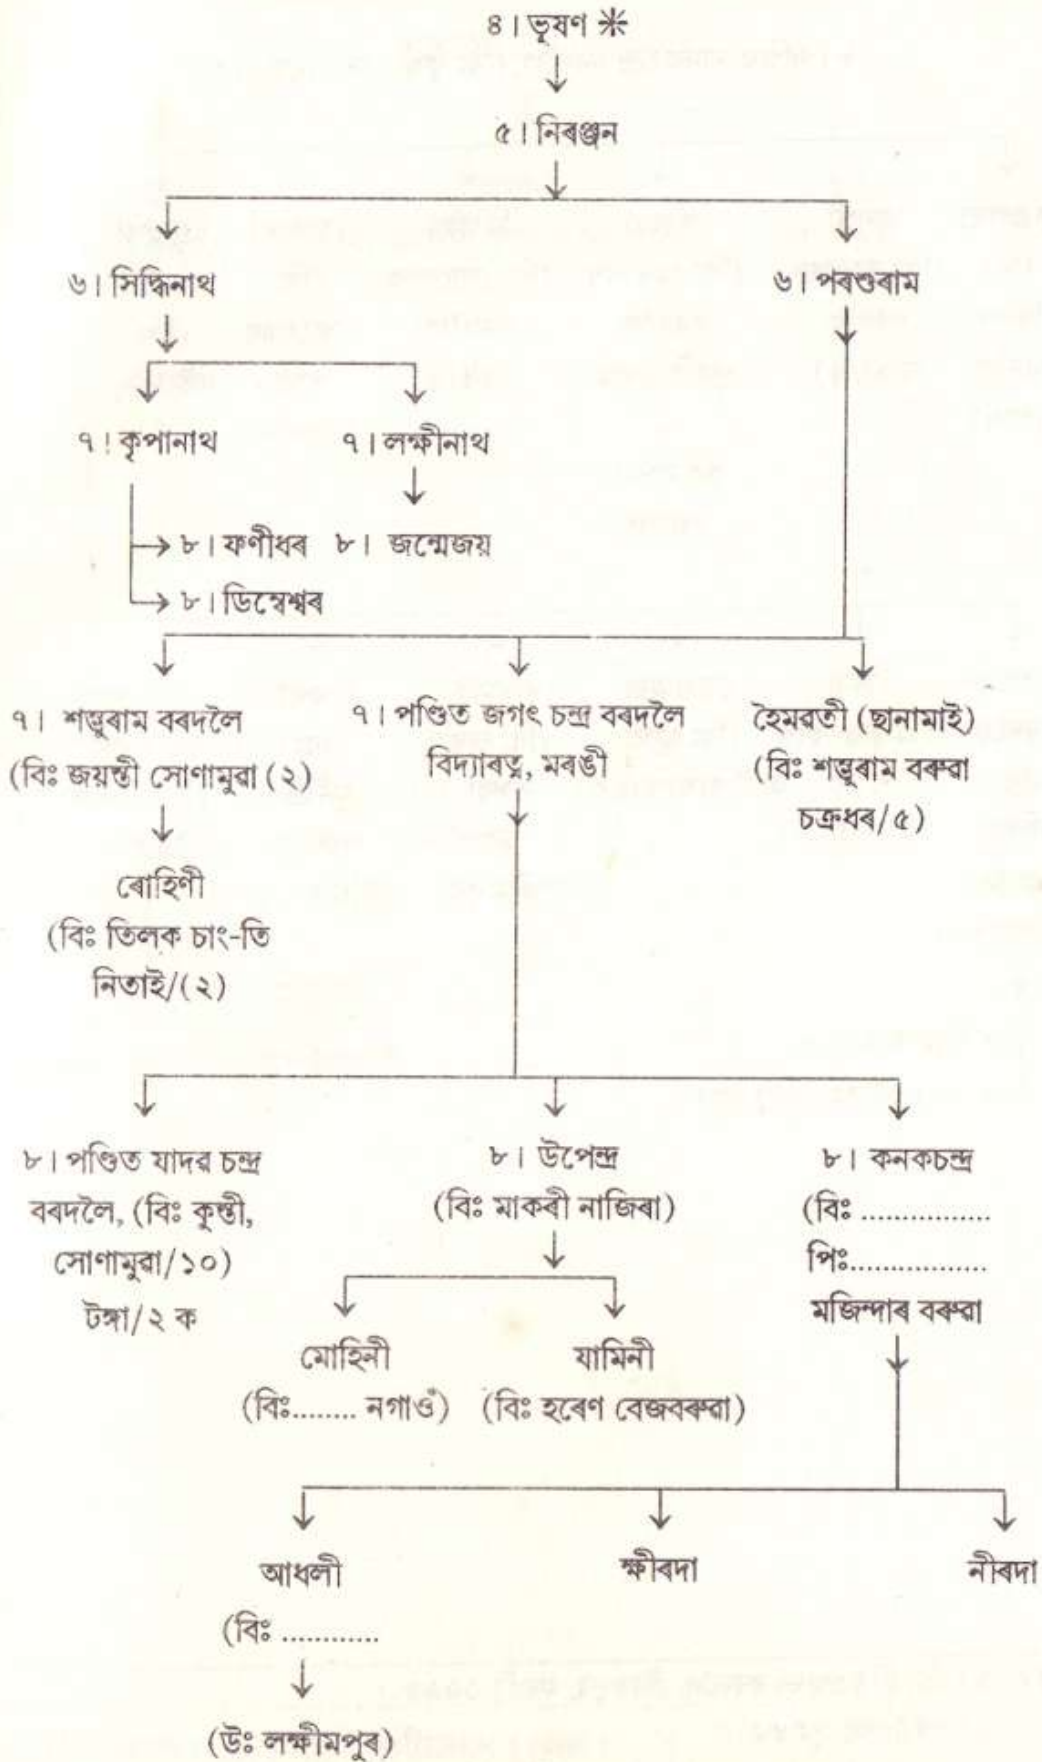 ৪। ভূষণ *
৫। নিৰঞ্জন
৬। সিদ্ধিনাথ ৬। পৰশুৰাম
৭! কৃপানাথ ৭। লক্ষীনাথ
৮। ফণীধৰ ৮। জন্মেজয়
৮। ডিম্বেশ্বৰ
৭। শম্ভুৰাম বৰদলৈ ৭। পণ্ডিত জগৎ চন্দ্ৰ বৰদলৈ হৈমৱতী (ছানামাই)
(বিঃ জয়ন্তী সোণামুৱা (২) বিদ্যাৰত্ন, মৰঙী (বিঃ শম্ভুৰাম বৰুৱা
চক্ৰধৰ/৫)
ৰোহিণী
(বিঃ তিলক চাং-তি
নিতাই/(২)
৮। পণ্ডিত যাদৱ চন্দ্ৰ ৮। উপেন্দ্ৰ ৮। কনকচন্দ্ৰ
বৰদলৈ, (বিঃ কুন্তী, (বিঃ মাকৰী নাজিৰা) (বিঃ ................
সোণামুৱা/১০) পিঃ.................
টঙ্গা/২ ক মজিন্দাৰ বৰুৱা
মোহিনী যামিনী
(বিঃ........ নগাওঁ) (বিঃ হৰেণ বেজবৰুৱা)
আধলী ক্ষীৰদা নীৰদা
(বিঃ ............
(উঃ লক্ষীমপুৰ)